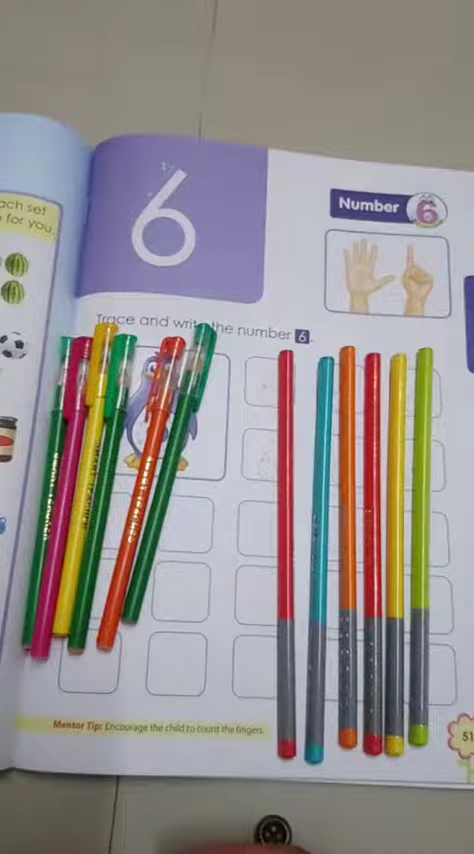 ach set
for you.
6
Number 6
Trace and write the number 6.
Mentor Tip: Encourage the child to count the fingers.
51